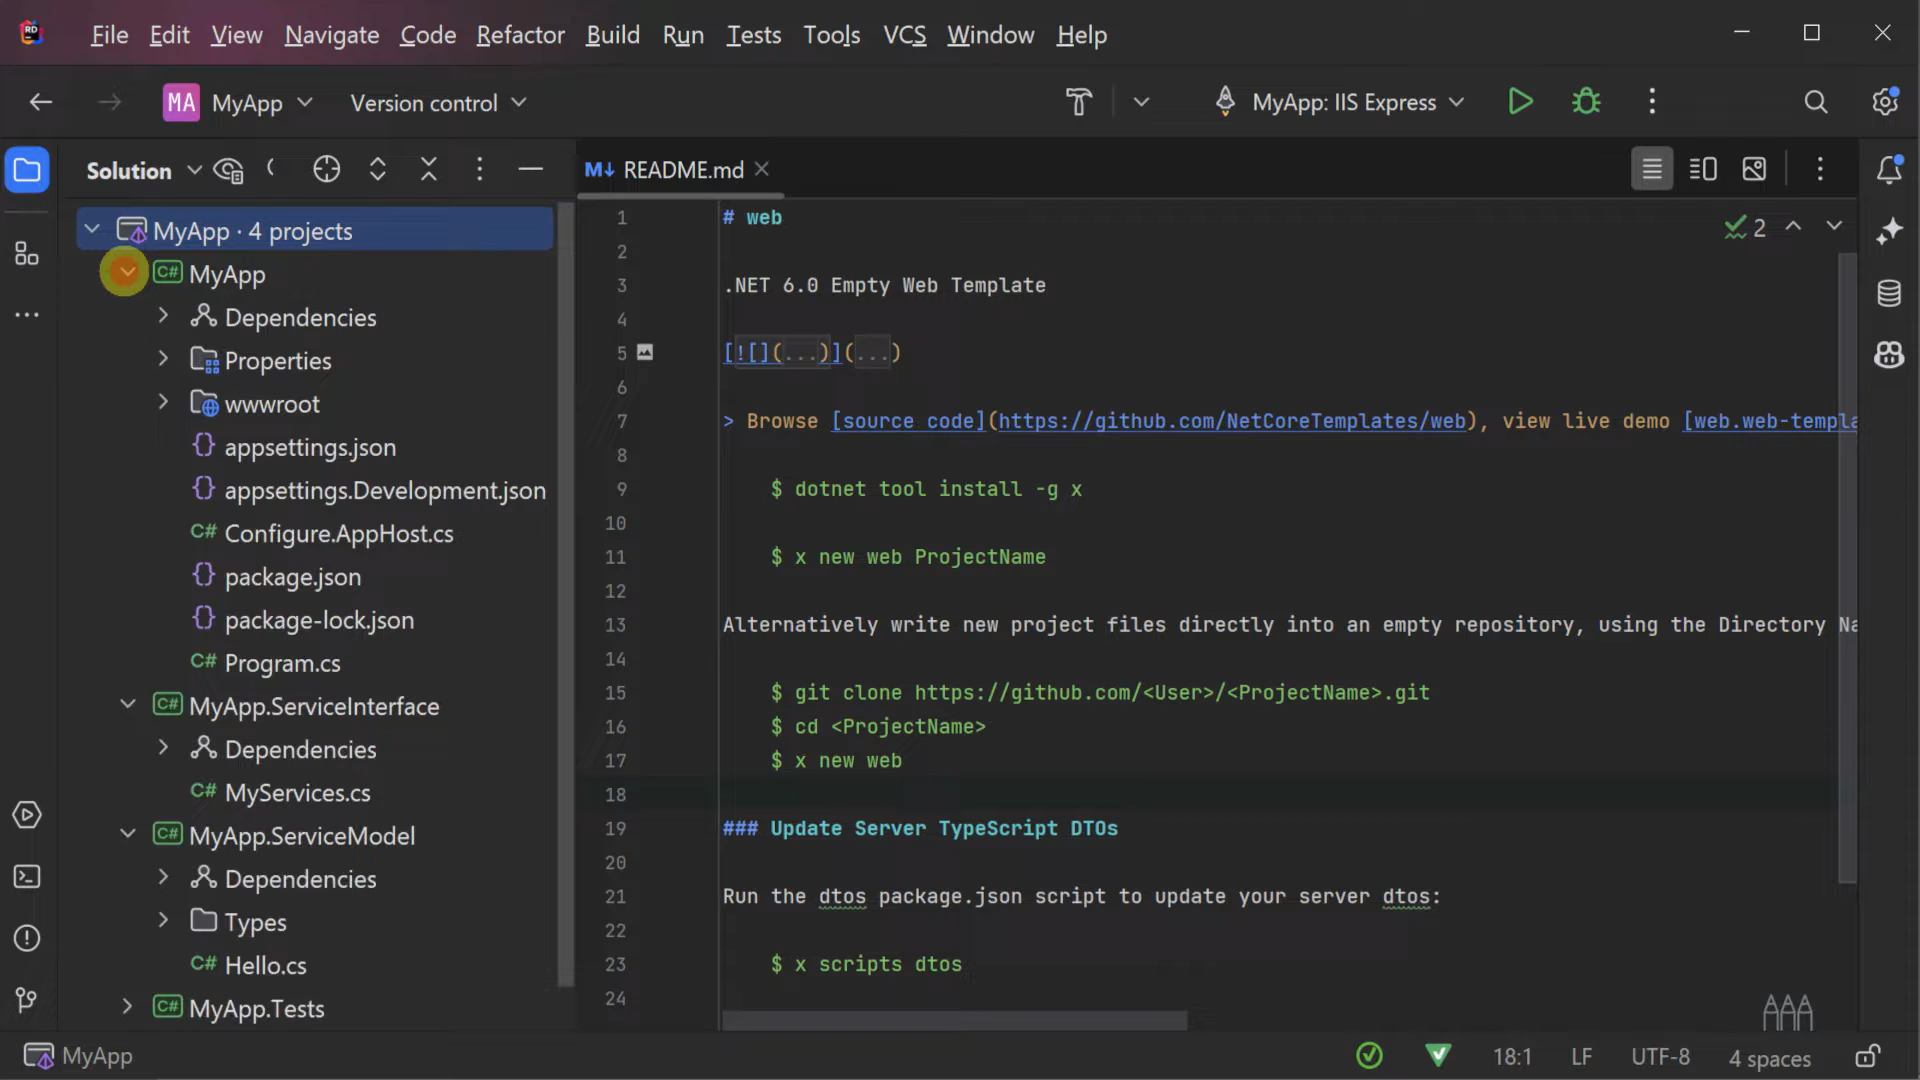 RD
File Edit View Navigate Code Refactor Build Run Tests Tools VCS Window Help
MA MyApp Version control MyApp: IIS Express
Solution M↓ README.md
MyApp · 4 projects
C# MyApp
Dependencies
Properties
wwwroot
{} appsettings.json
{} appsettings.Development.json
C# Configure.AppHost.cs
{} package.json
{} package-lock.json
C# Program.cs
C# MyApp.ServiceInterface
Dependencies
C# MyServices.cs
C# MyApp.ServiceModel
Dependencies
Types
C# Hello.cs
C# MyApp.Tests
1 # web
2
2
3 .NET 6.0 Empty Web Template
4
5 [![](...)](...)
6
7 > Browse [source code](https://github.com/NetCoreTemplates/web), view live demo [web.web-templa
8
9 $ dotnet tool install -g x
10
11 $ x new web ProjectName
12
13 Alternatively write new project files directly into an empty repository, using the Directory Na
14
15 $ git clone https://github.com/<User>/<ProjectName>.git
16 $ cd <ProjectName>
17 $ x new web
18
19 ### Update Server TypeScript DTOs
20
21 Run the dtos package.json script to update your server dtos:
22
23 $ x scripts dtos
24
MyApp 18:1 LF UTF-8 4 spaces